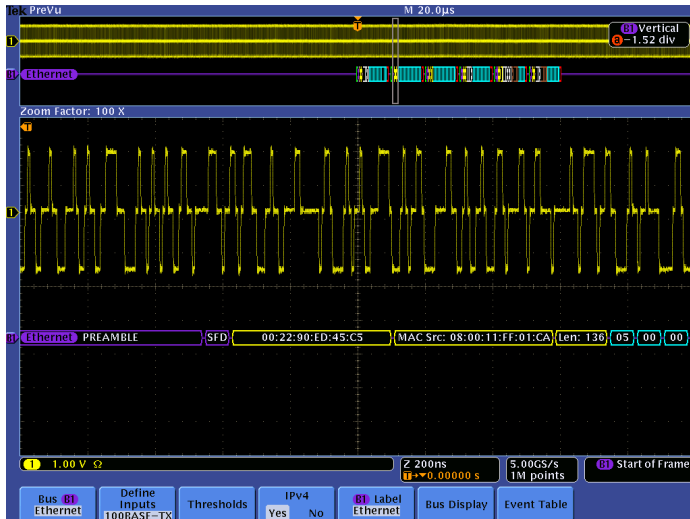 Tek PreVu M 20.0µs
B1 Vertical
a −1.52 div
1
B1 Ethernet
Zoom Factor: 100 X
T
1
B1 Ethernet PREAMBLE SFD 00:22:90:ED:45:C5 MAC Src: 08:00:11:FF:01:CA Len: 136 05 00 00
1 1.00 V Ω Z 200ns 5.00GS/s B1 Start of Frame
T→▼0.00000 s 1M points
Bus B1 Define Thresholds IPv4 B1 Label Bus Display Event Table
Ethernet Inputs Yes No Ethernet
100BASE-TX